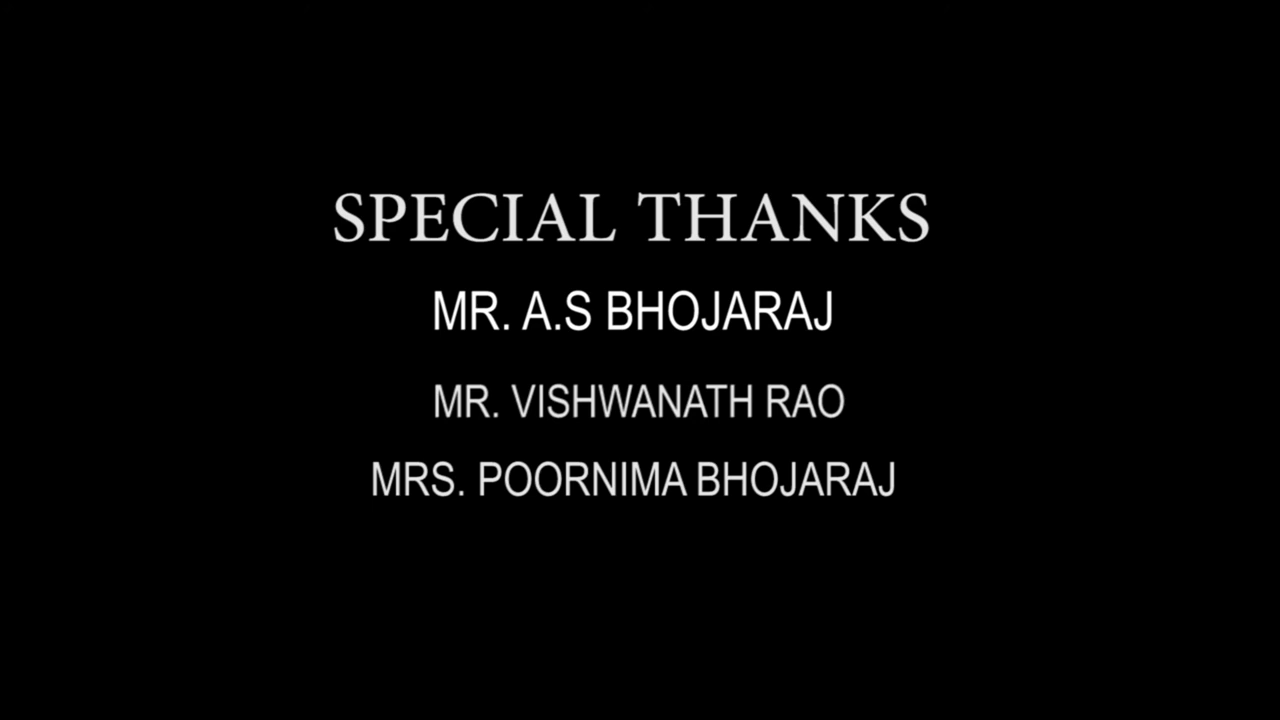 SPECIAL THANKS
MR. A.S BHOJARAJ
MR. VISHWANATH RAO
MRS. POORNIMA BHOJARAJ